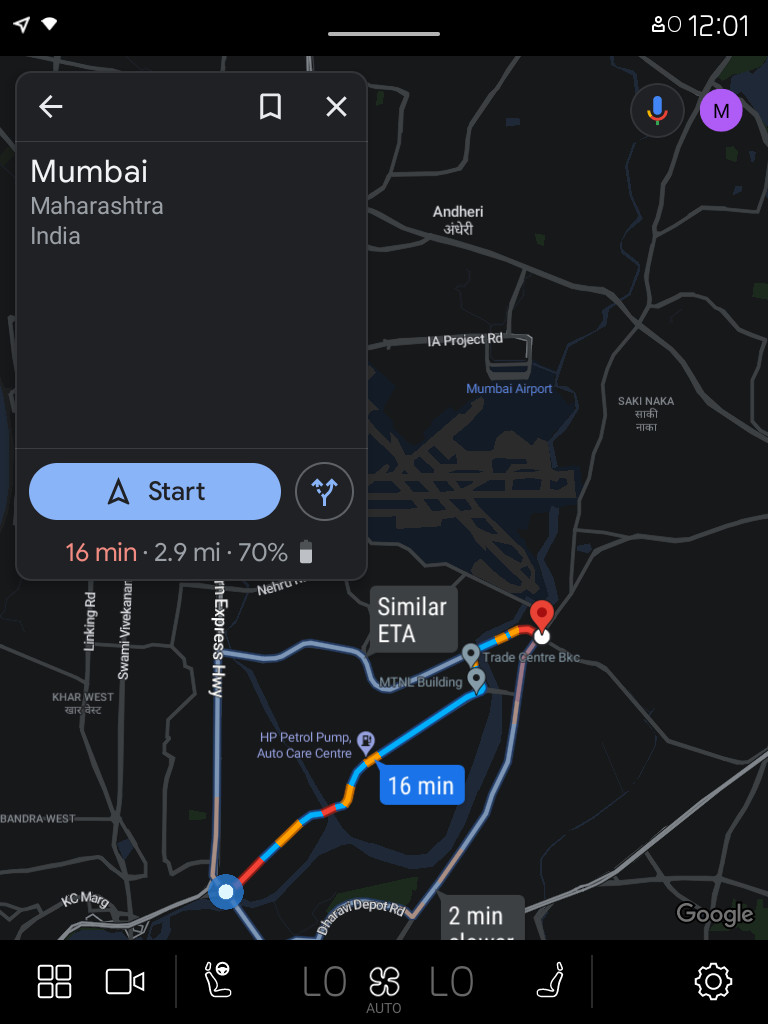 12:01
M
Mumbai
Maharashtra
India
Start
16 min · 2.9 mi · 70%
Andheri
अंधेरी
IA Project Rd
Mumbai Airport
SAKI NAKA
साकी
नाका
Nehru
Linking Rd
Swami Vivekanan
rn Express Hwy
Similar
ETA
Trade Centre Bkc
MTNL Building
KHAR WEST
खार वेस्ट
HP Petrol Pump,
Auto Care Centre
16 min
BANDRA WEST
KC Marg
Dharavi Depot Rd
2 min
slower
Google
LO
AUTO
LO